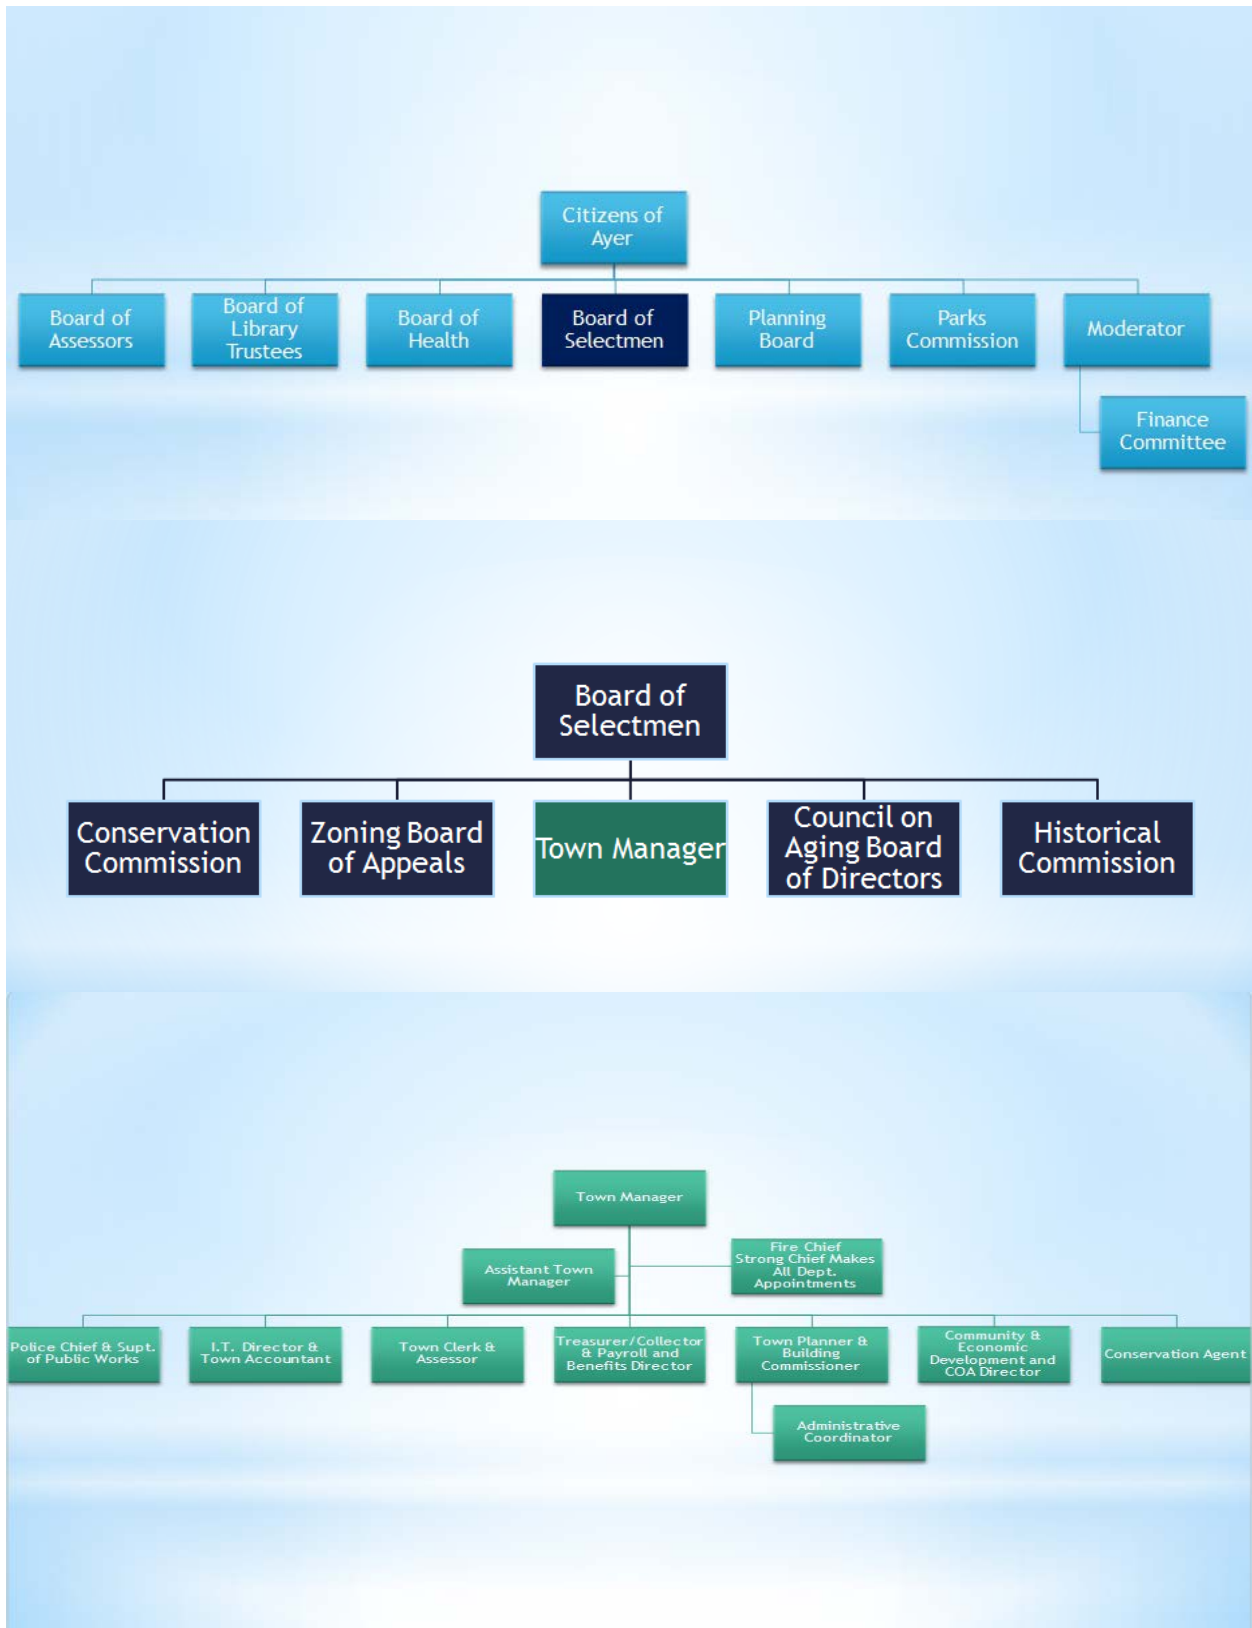 Citizens of
Ayer
Board of
Assessors
Board of
Library
Trustees
Board of
Health
Board of
Selectmen
Planning
Board
Parks
Commission
Moderator
Finance
Committee
Board of
Selectmen
Conservation
Commission
Zoning Board
of Appeals
Town Manager
Council on
Aging Board
of Directors
Historical
Commission
Town Manager
Assistant Town
Manager
Fire Chief
Strong Chief Makes
All Dept.
Appointments
Police Chief & Supt.
of Public Works
I.T. Director &
Town Accountant
Town Clerk &
Assessor
Treasurer/Collector
& Payroll and
Benefits Director
Town Planner &
Building
Commissioner
Community &
Economic
Development and
COA Director
Conservation Agent
Administrative
Coordinator